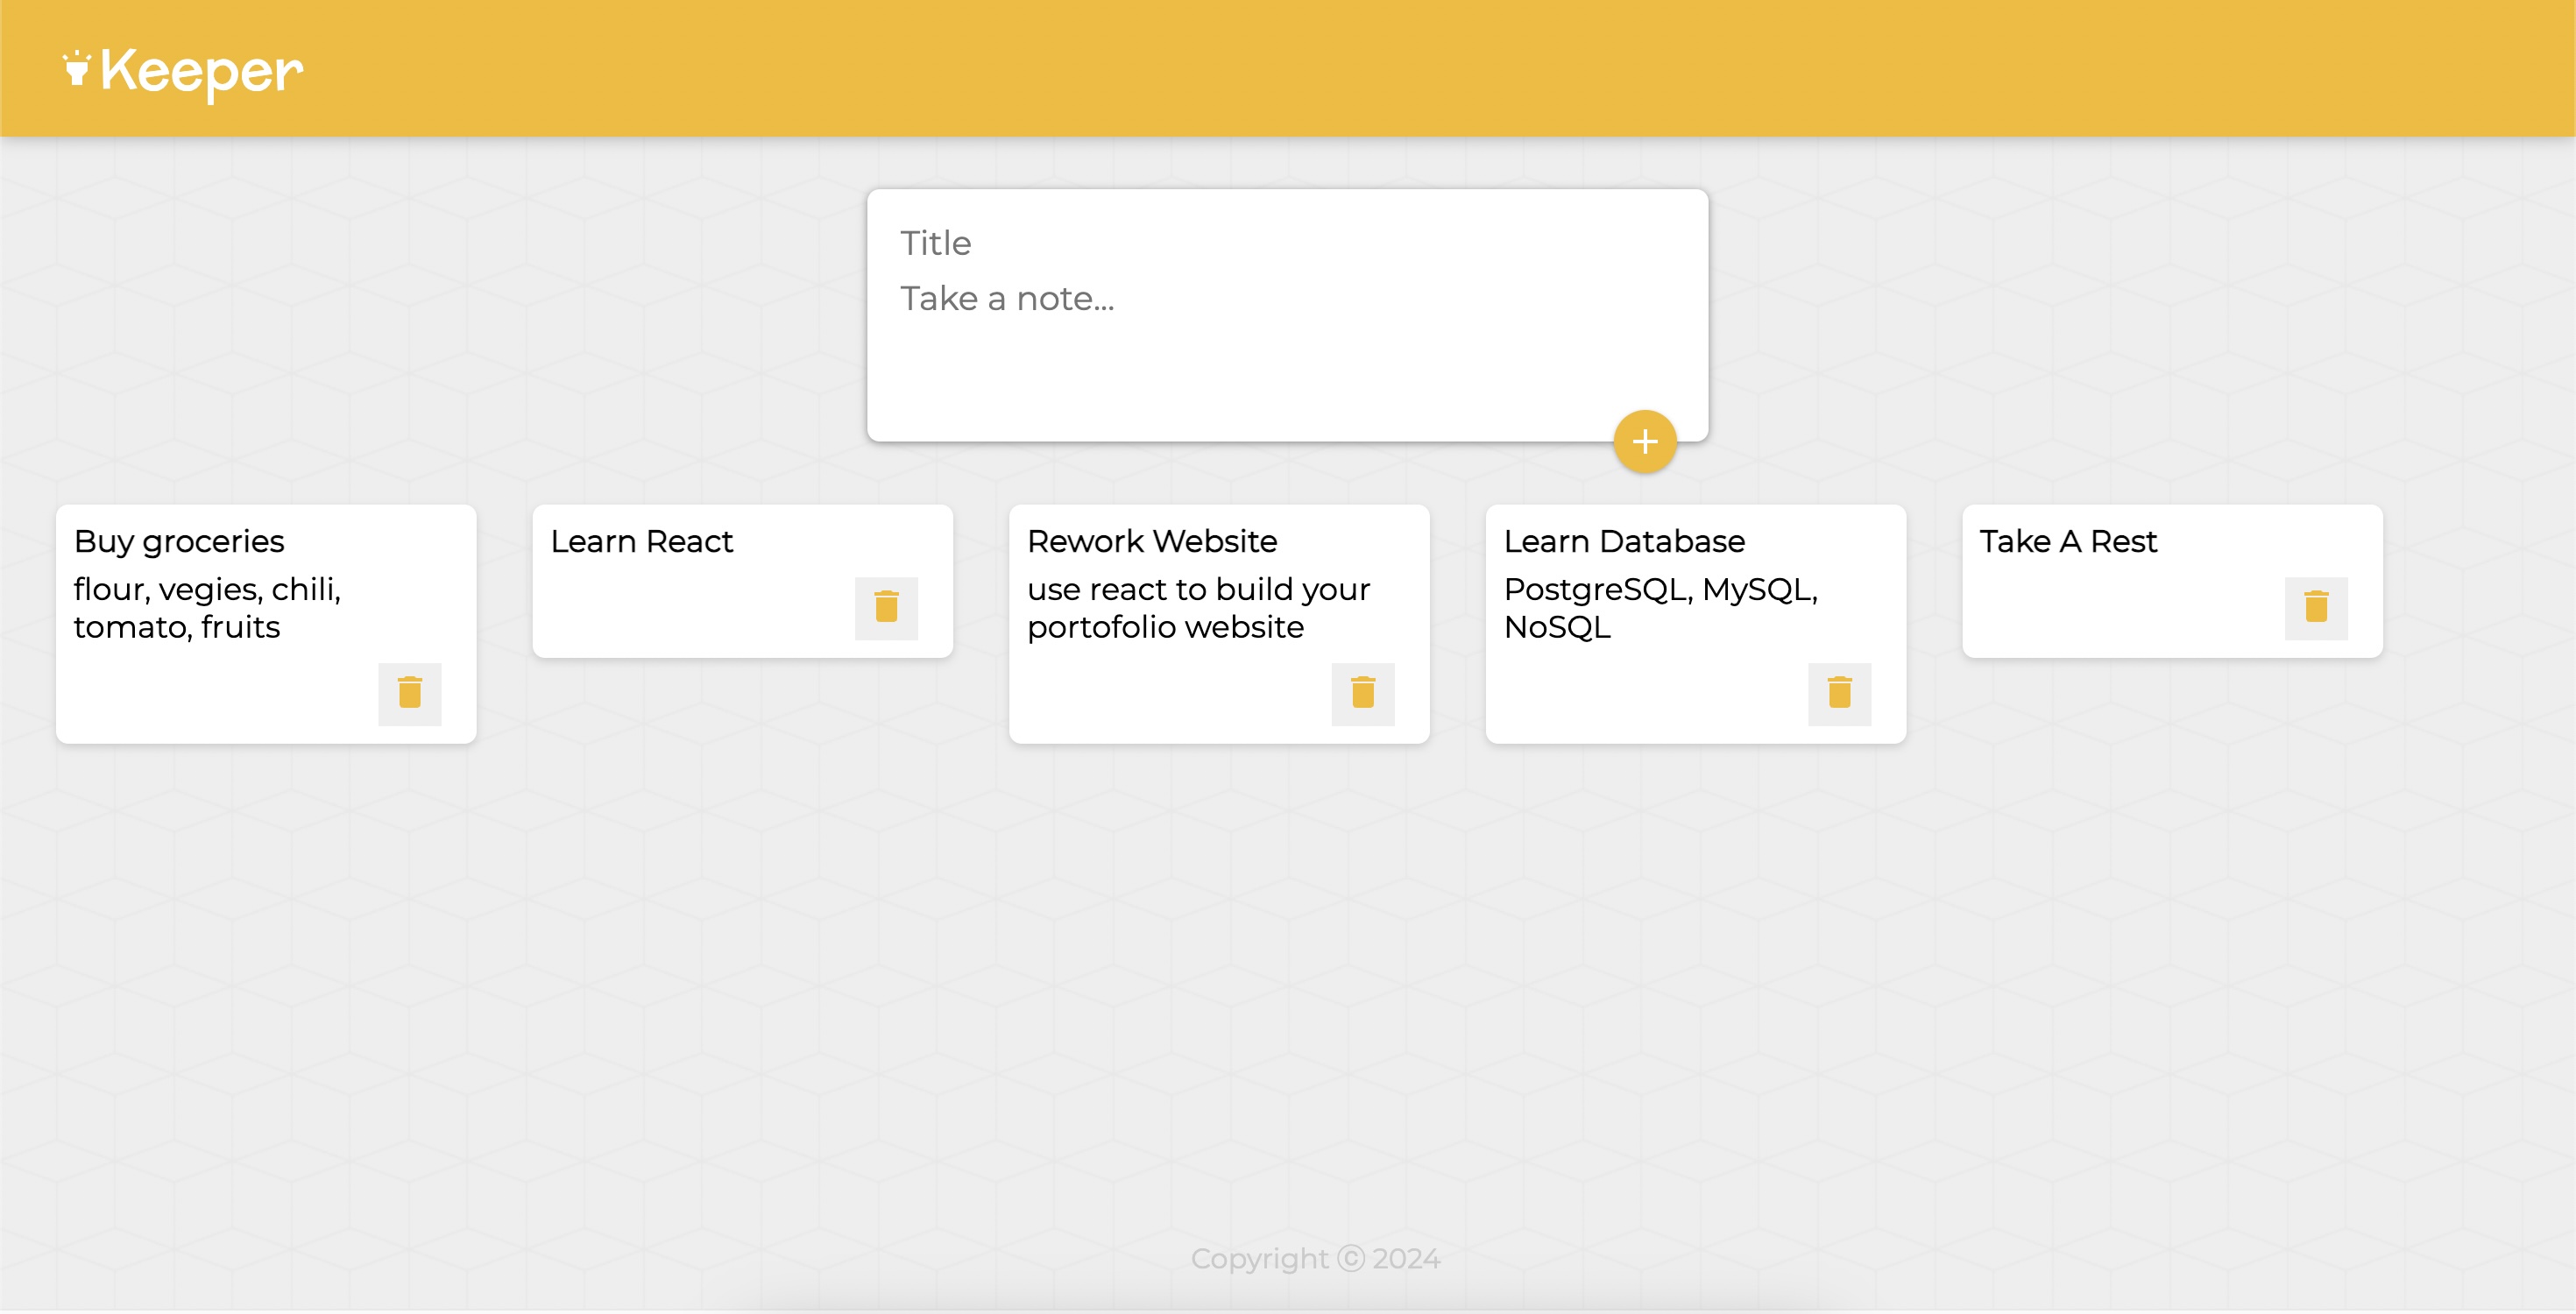 Keeper
Title
Take a note...
Buy groceries
flour, vegies, chili,
tomato, fruits
Learn React
Rework Website
use react to build your
portofolio website
Learn Database
PostgreSQL, MySQL,
NoSQL
Take A Rest
Copyright ⓒ 2024